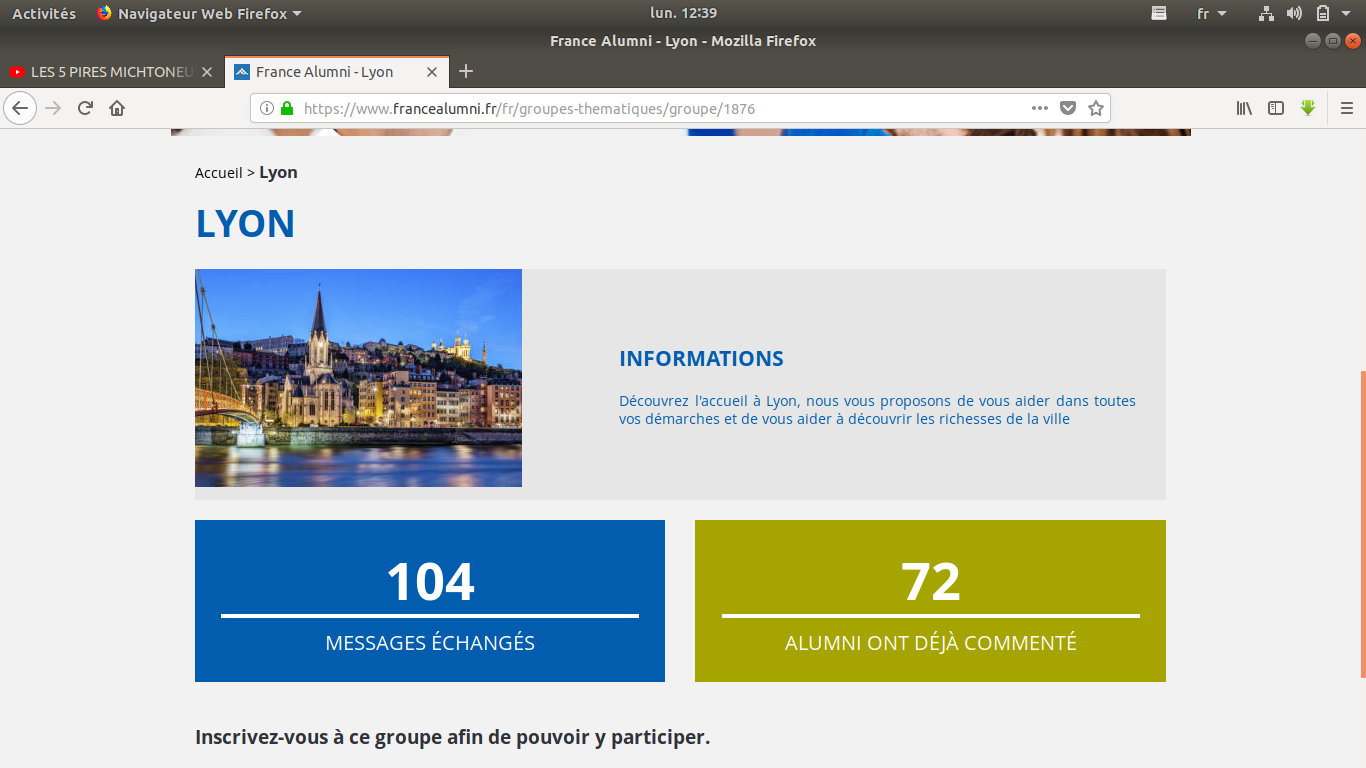 Activités Navigateur Web Firefox lun. 12:39 fr
France Alumni - Lyon - Mozilla Firefox
LES 5 PIRES MICHTONEU France Alumni - Lyon
https://www.francealumni.fr/fr/groupes-thematiques/groupe/1876
Accueil > Lyon
LYON
INFORMATIONS
Découvrez l'accueil à Lyon, nous vous proposons de vous aider dans toutes
vos démarches et de vous aider à découvrir les richesses de la ville
104
MESSAGES ÉCHANGÉS
72
ALUMNI ONT DÉJÀ COMMENTÉ
Inscrivez-vous à ce groupe afin de pouvoir y participer.